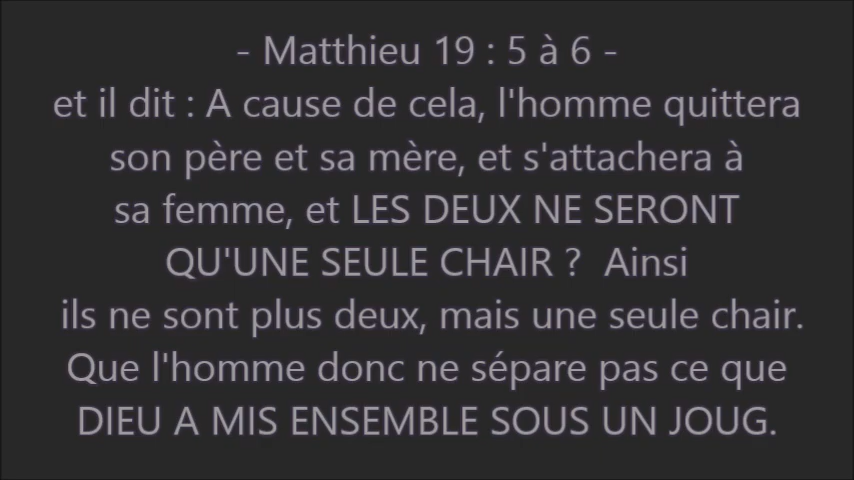 - Matthieu 19 : 5 à 6 -
et il dit : A cause de cela, l'homme quittera
son père et sa mère, et s'attachera à
sa femme, et LES DEUX NE SERONT
QU'UNE SEULE CHAIR ?  Ainsi
ils ne sont plus deux, mais une seule chair.
Que l'homme donc ne sépare pas ce que
DIEU A MIS ENSEMBLE SOUS UN JOUG.